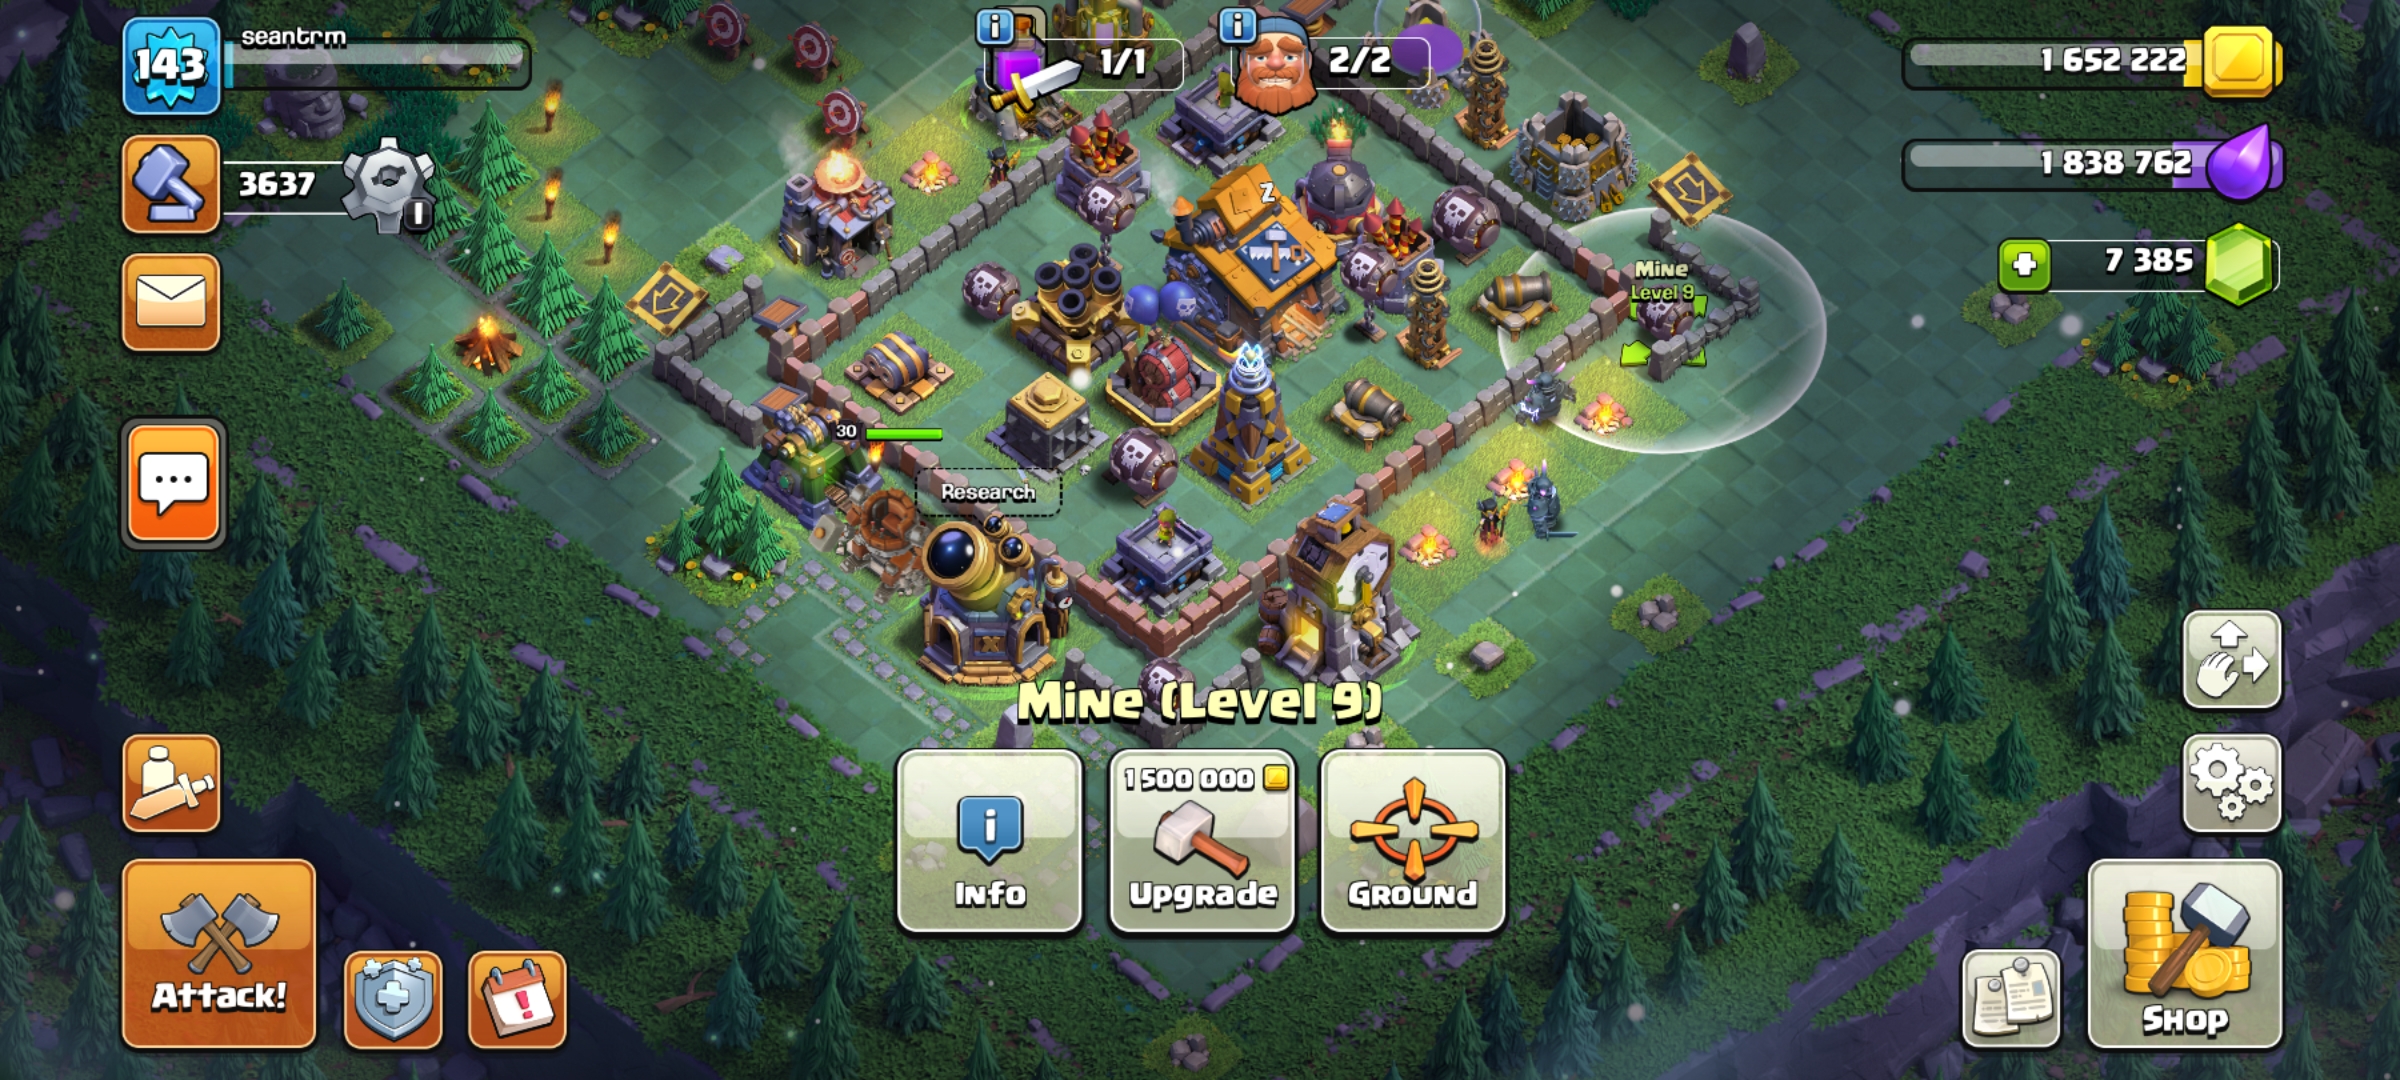 143
seantrm
1/1
2/2
1 652 222
3637
I
1 838 762
7 385
Z
Mine
Level 9
30
Research
Mine (Level 9)
1 500 000
Info
Upgrade
Ground
Attack!
Shop